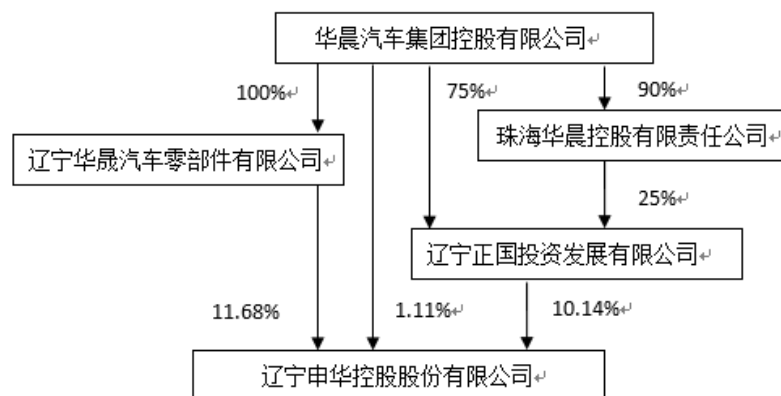 华晨汽车集团控股有限公司↵
100%↵
75%↵
90%↵
辽宁华晟汽车零部件有限公司↵
珠海华晨控股有限责任公司↵
25%↵
辽宁正国投资发展有限公司↵
11.68%
1.11%↵
10.14%↵
辽宁申华控股股份有限公司↵